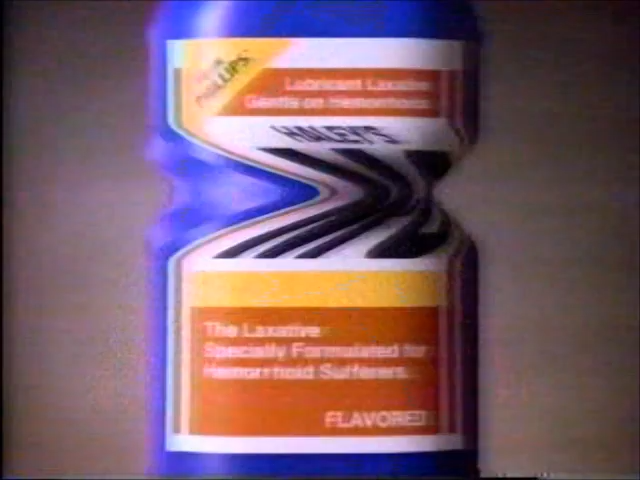 PHILLIPS'
Lubricant Laxative
Gentle on Hemorrhoids
HALEY'S
The Laxative
Specially Formulated for
Hemorrhoid Sufferers.
FLAVORED